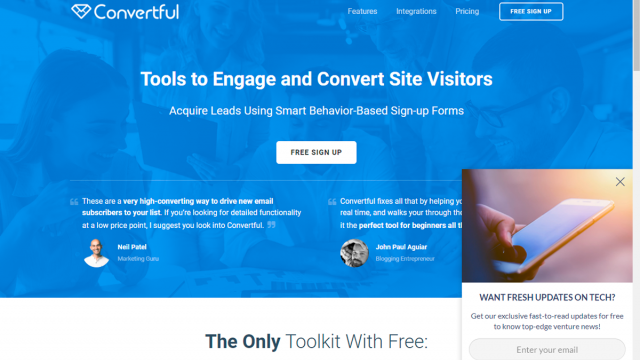 Convertful
Features Integrations Pricing FREE SIGN UP
Tools to Engage and Convert Site Visitors
Acquire Leads Using Smart Behavior-Based Sign-up Forms
FREE SIGN UP
These are a very high-converting way to drive new email
subscribers to your list. If you're looking for detailed functionality
at a low price point, I suggest you look into Convertful.
Neil Patel
Marketing Guru
Convertful fixes all that by helping you
real time, and walks your through the
it the perfect tool for beginners all th
John Paul Aguiar
Blogging Entrepreneur
WANT FRESH UPDATES ON TECH?
Get our exclusive fast-to-read updates for free
to know top-edge venture news!
Enter your email
The Only Toolkit With Free: